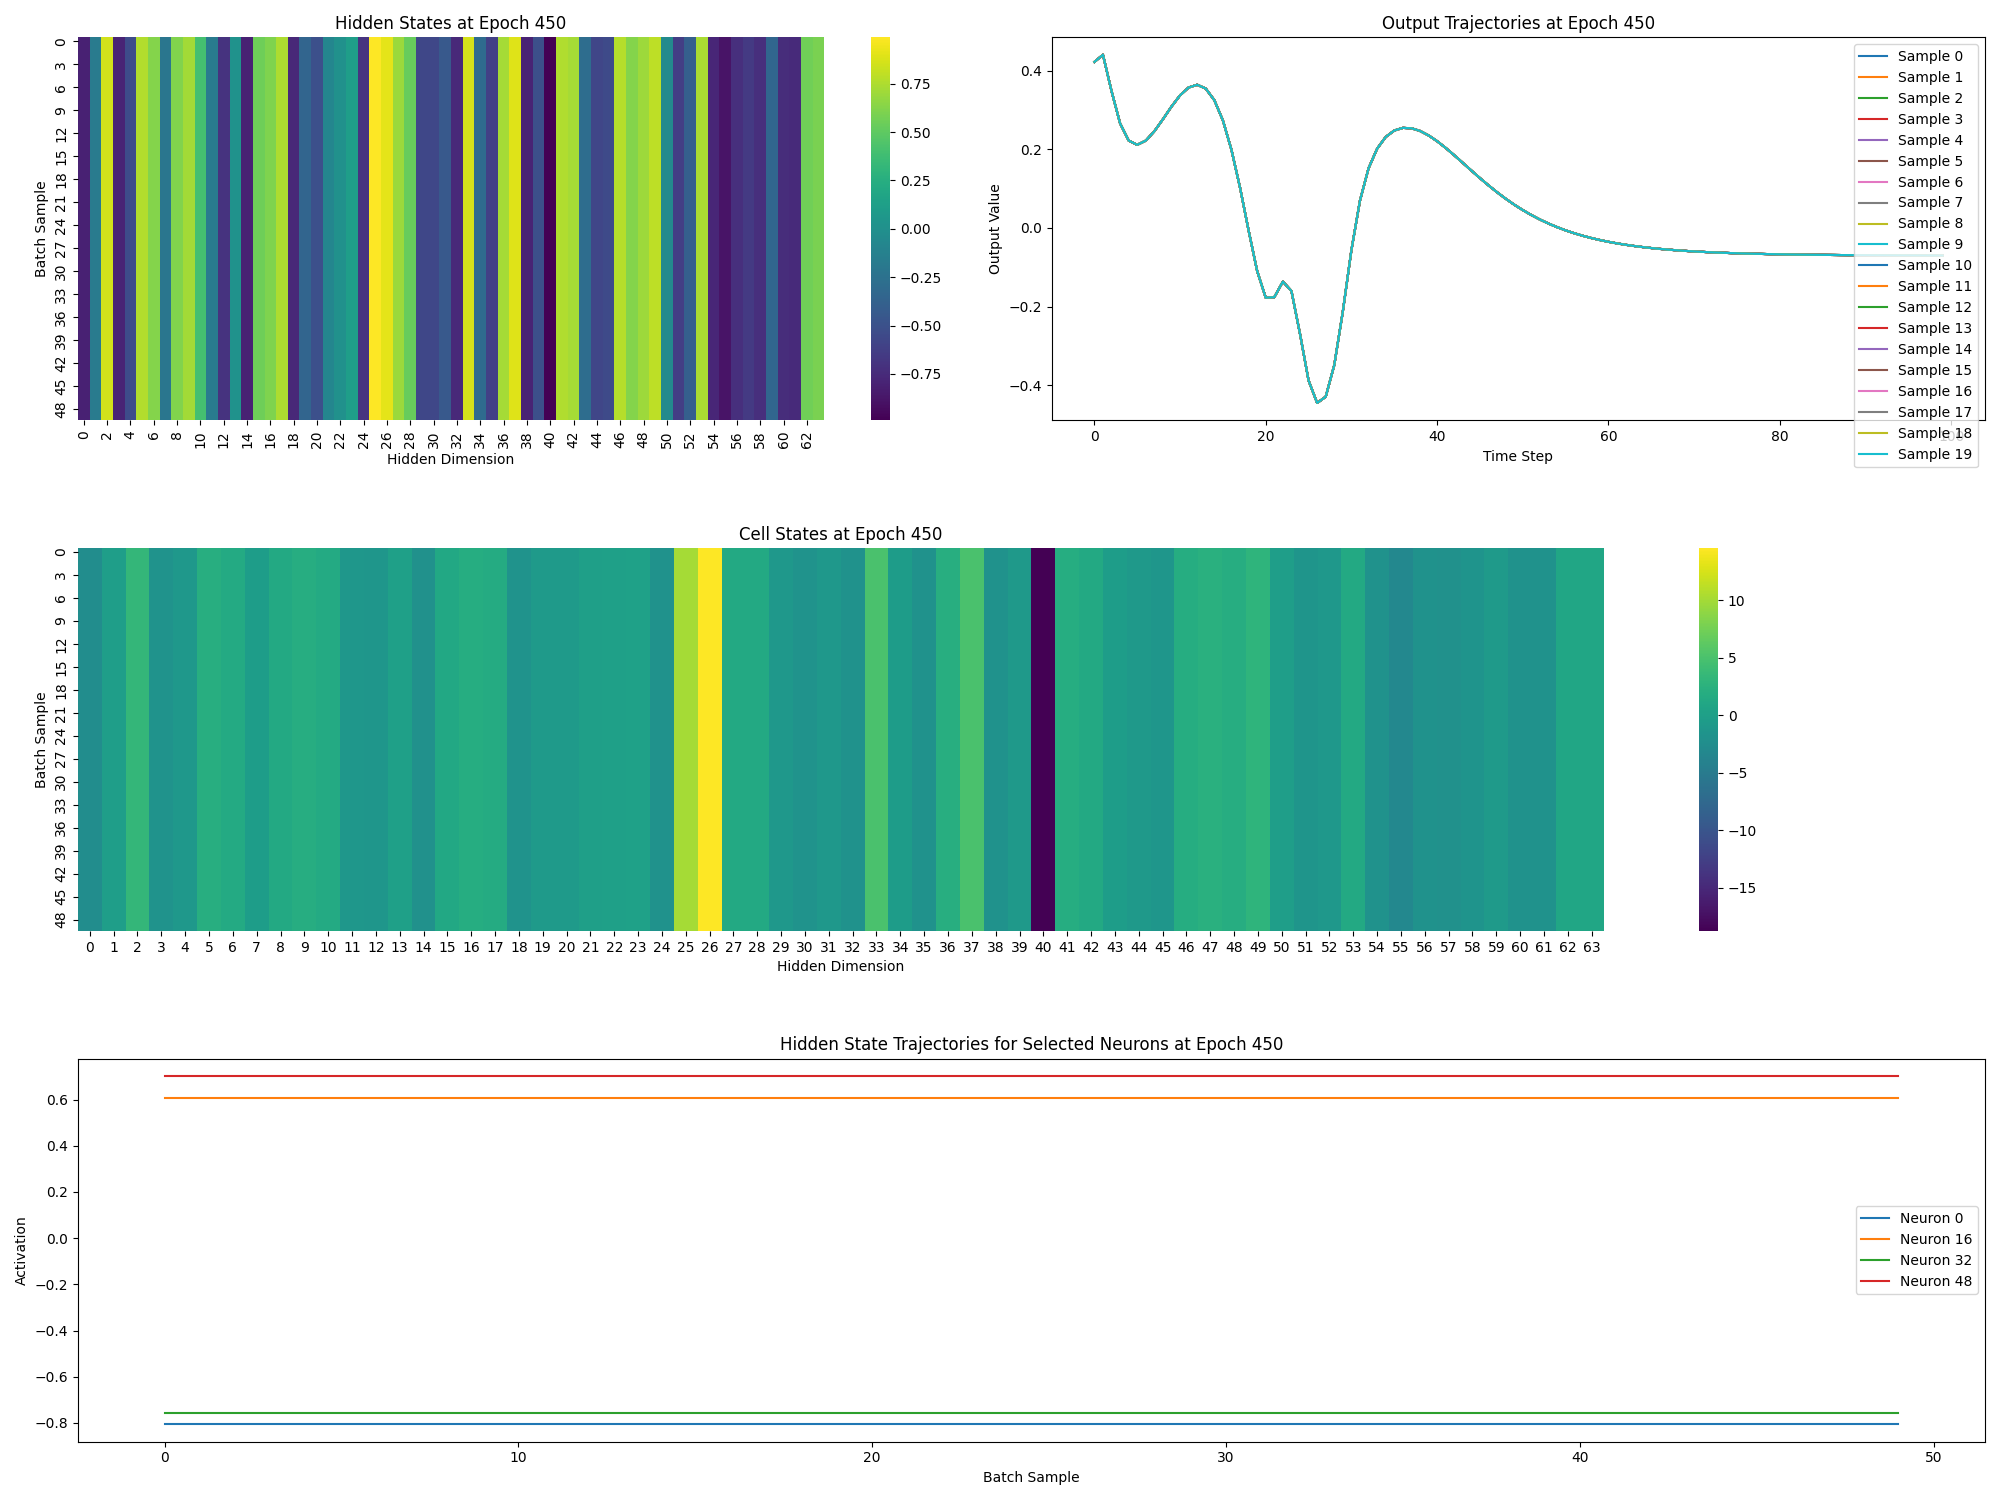 Hidden States at Epoch 450
0
3
6
9
12
15
18
21
24
27
30
33
36
39
42
45
48
Batch Sample
0 2 4 6 8 10 12 14 16 18 20 22 24 26 28 30 32 34 36 38 40 42 44 46 48 50 52 54 56 58 60 62
Hidden Dimension
0.75
0.50
0.25
0.00
−0.25
−0.50
−0.75
Output Trajectories at Epoch 450
0.4
0.2
0.0
−0.2
−0.4
Output Value
0 20 40 60 80 100
Time Step
Sample 0
Sample 1
Sample 2
Sample 3
Sample 4
Sample 5
Sample 6
Sample 7
Sample 8
Sample 9
Sample 10
Sample 11
Sample 12
Sample 13
Sample 14
Sample 15
Sample 16
Sample 17
Sample 18
Sample 19
Cell States at Epoch 450
0
3
6
9
12
15
18
21
24
27
30
33
36
39
42
45
48
Batch Sample
0 1 2 3 4 5 6 7 8 9 10 11 12 13 14 15 16 17 18 19 20 21 22 23 24 25 26 27 28 29 30 31 32 33 34 35 36 37 38 39 40 41 42 43 44 45 46 47 48 49 50 51 52 53 54 55 56 57 58 59 60 61 62 63
Hidden Dimension
10
5
0
−5
−10
−15
Hidden State Trajectories for Selected Neurons at Epoch 450
0.6
0.4
0.2
0.0
−0.2
−0.4
−0.6
−0.8
Activation
0 10 20 30 40 50
Batch Sample
Neuron 0
Neuron 16
Neuron 32
Neuron 48